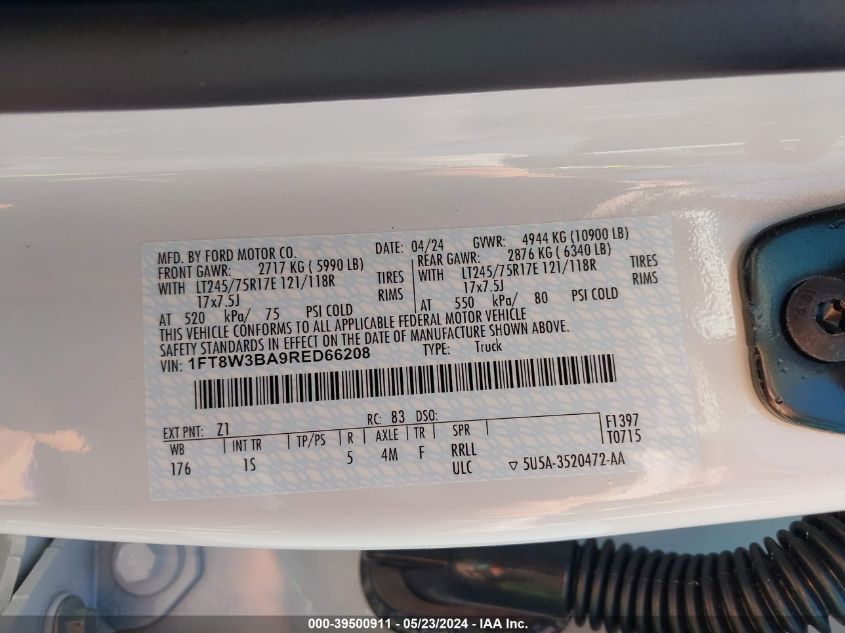 MFD. BY FORD MOTOR CO.
DATE: 04/24 GVWR: 4944 KG (10900 LB)
FRONT GAWR: 2717 KG ( 5990 LB) REAR GAWR: 2876 KG ( 6340 LB)
WITH LT245/75R17E 121/118R TIRES WITH LT245/75R17E 121/118R TIRES
17x7.5J RIMS 17x7.5J RIMS
AT 520 kPa/ 75 PSI COLD AT 550 kPa/ 80 PSI COLD
THIS VEHICLE CONFORMS TO ALL APPLICABLE FEDERAL MOTOR VEHICLE
SAFETY STANDARDS IN EFFECT ON THE DATE OF MANUFACTURE SHOWN ABOVE.
VIN: 1FT8W3BA9RED66208 TYPE: Truck
EXT PNT: Z1 RC: 83 DSO: F1397
WB INT TR TP/PS R AXLE TR SPR T0715
176 1S 5 4M F RRLL
ULC ▽ 5U5A-3520472-AA
000-39500911 - 05/23/2024 - IAA Inc.